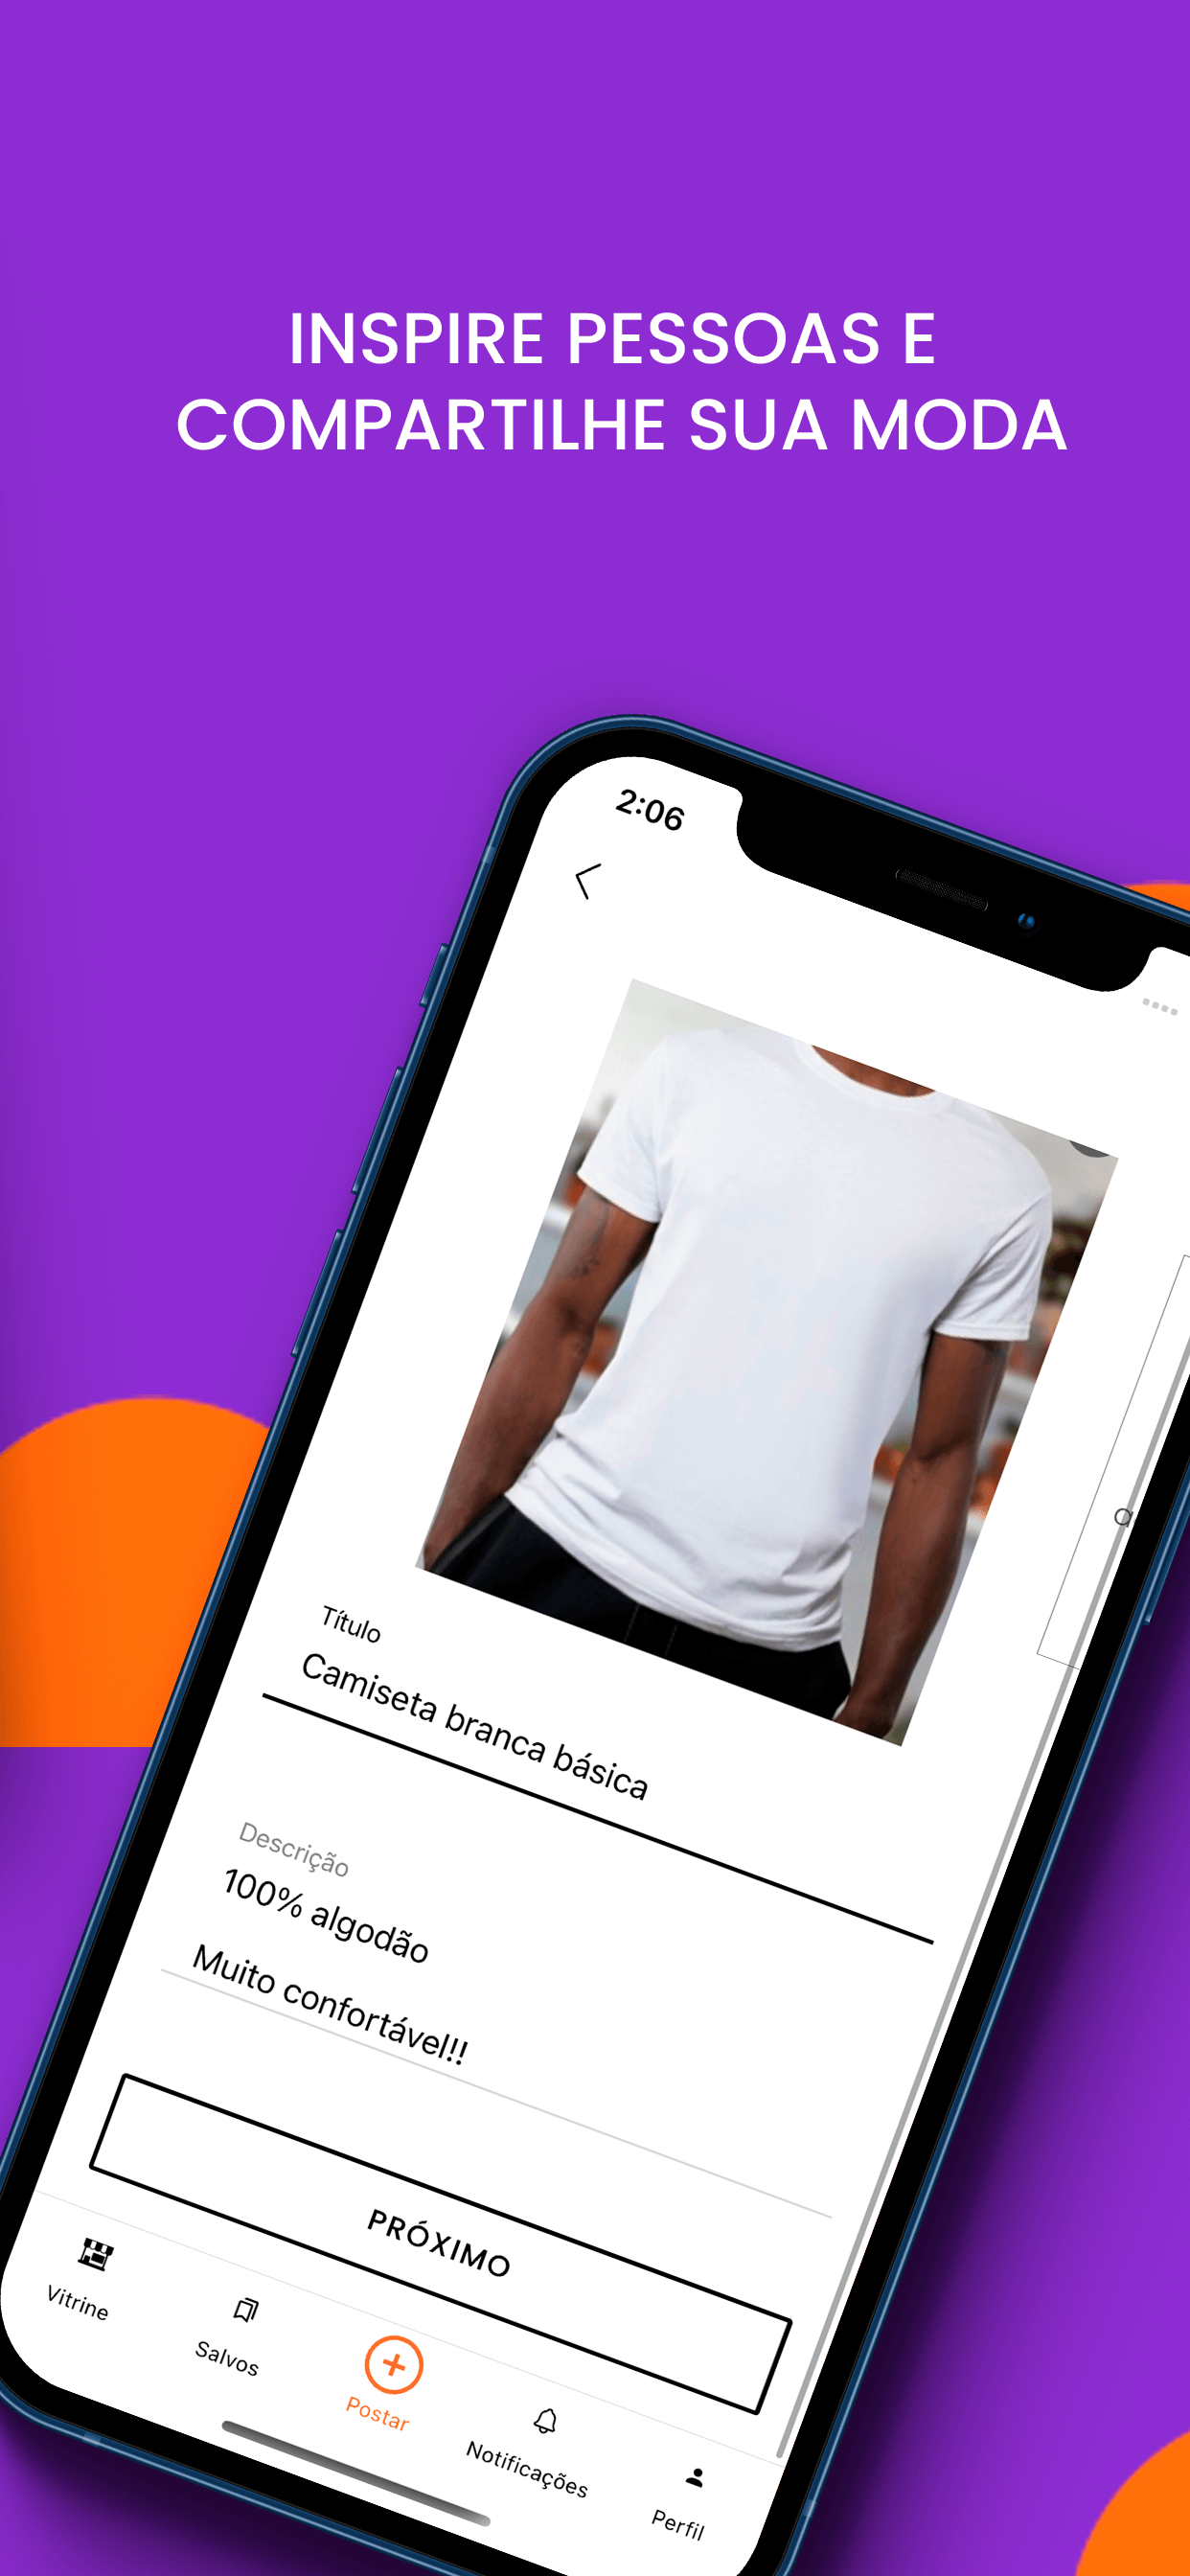 INSPIRE PESSOAS E
COMPARTILHE SUA MODA
2:06
Título
Camiseta branca básica
Descrição
100% algodão
Muito confortável!!
PRÓXIMO
Vitrine
Salvos
Postar
Notificações
Perfil